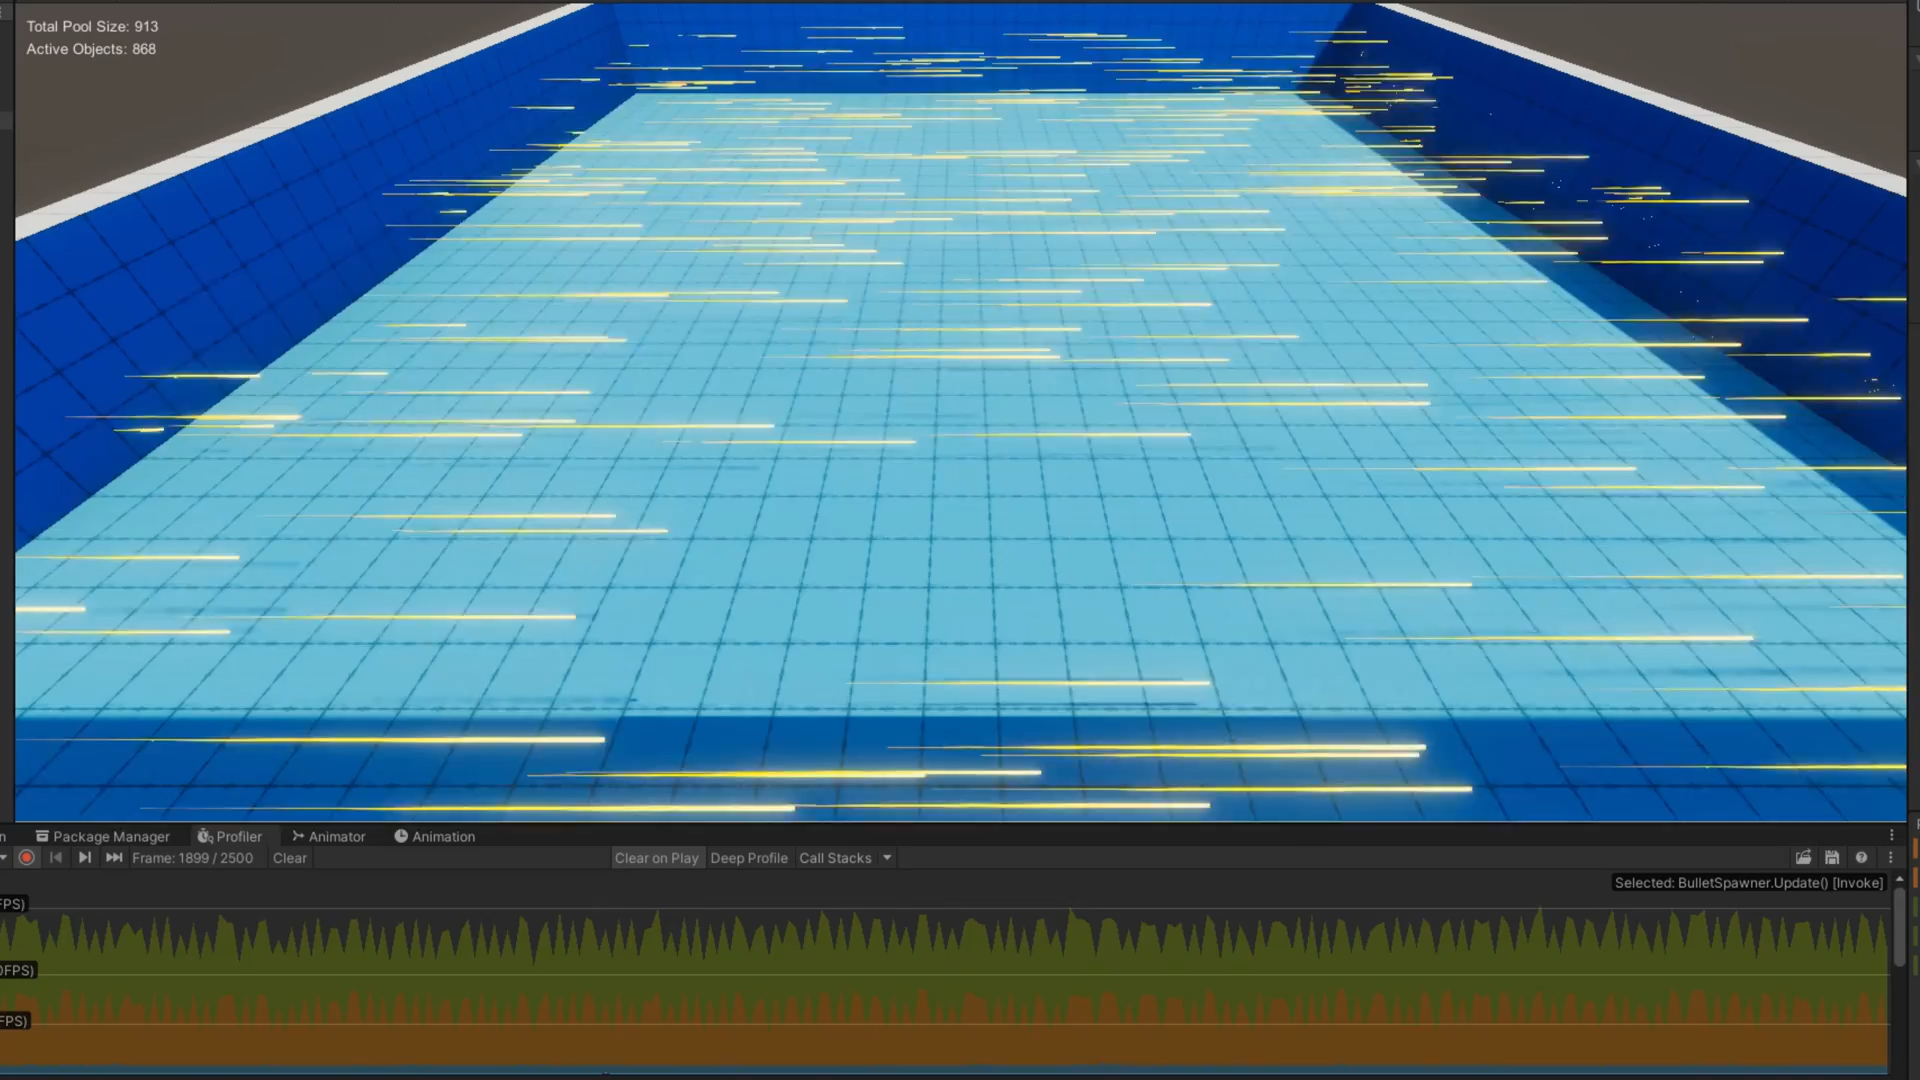 Total Pool Size: 913
Active Objects: 868
Package Manager
Profiler
Animator
Animation
Frame: 1899 / 2500
Clear
Clear on Play
Deep Profile
Call Stacks
Selected: BulletSpawner.Update() [Invoke]
FPS)
0FPS)
FPS)